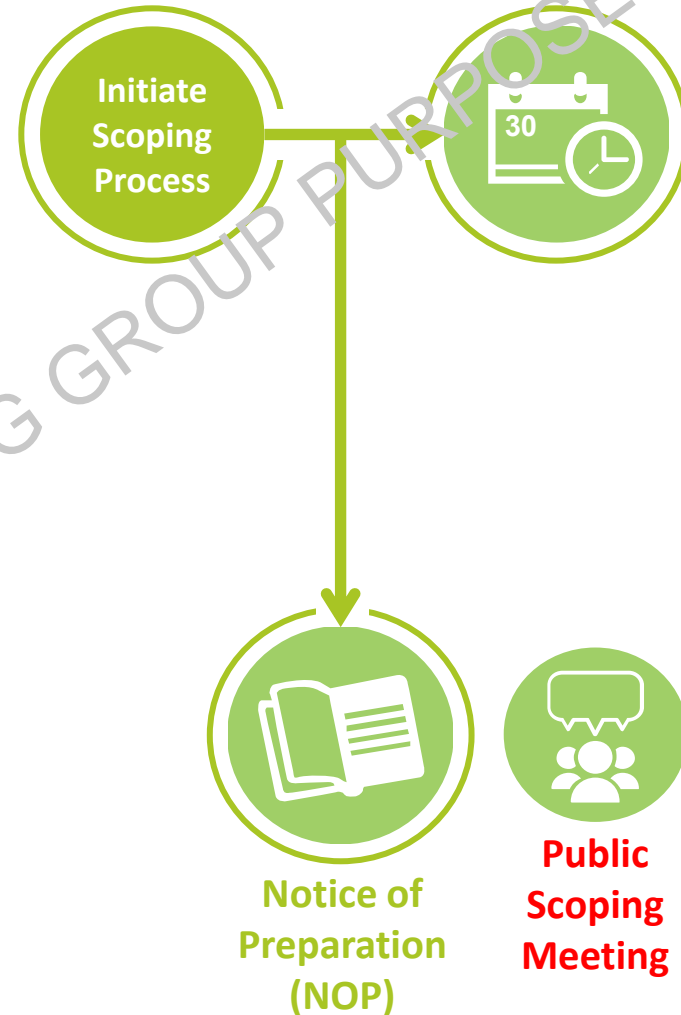 Initiate
Scoping
Process
30
GROUP PURPOSE
Notice of
Preparation
(NOP)
Public
Scoping
Meeting